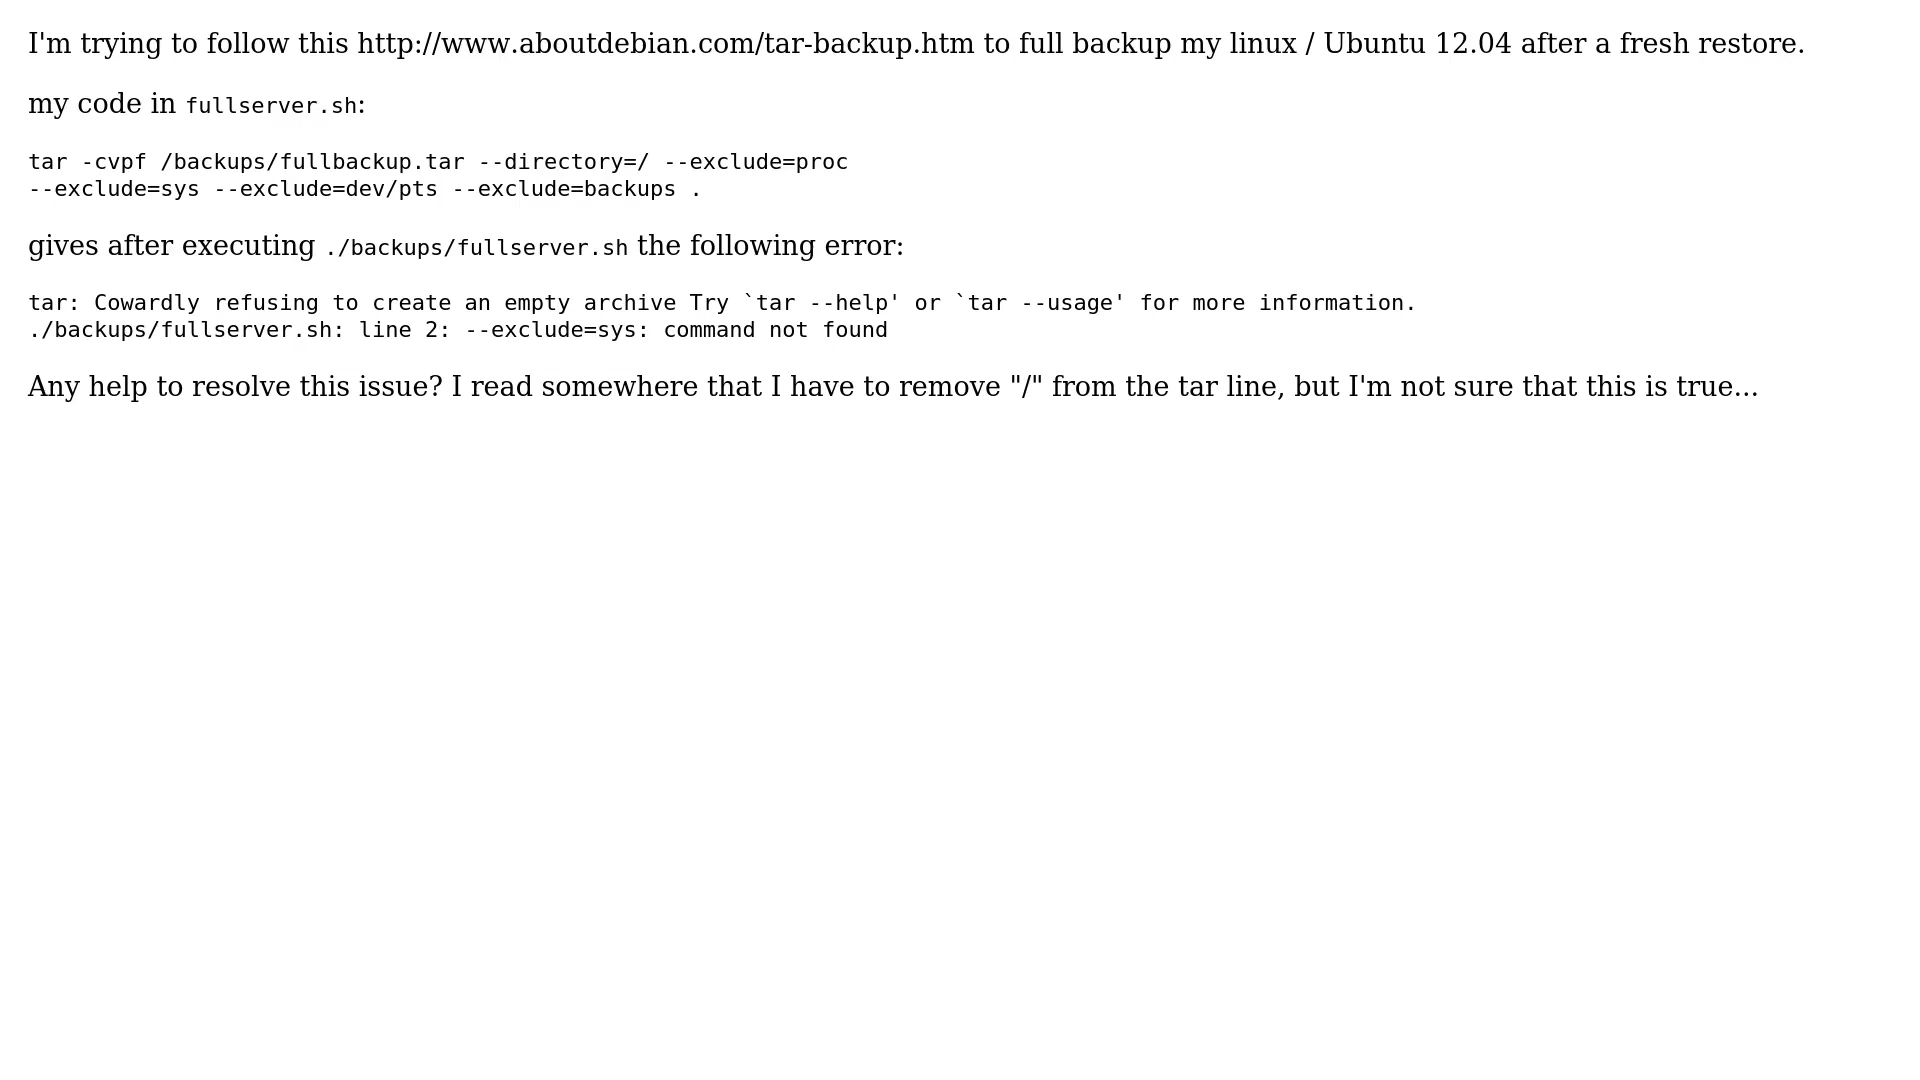 I'm trying to follow this http://www.aboutdebian.com/tar-backup.htm to full backup my linux / Ubuntu 12.04 after a fresh restore.
my code in fullserver.sh:
tar -cvpf /backups/fullbackup.tar --directory=/ --exclude=proc
--exclude=sys --exclude=dev/pts --exclude=backups .
gives after executing ./backups/fullserver.sh the following error:
tar: Cowardly refusing to create an empty archive Try `tar --help' or `tar --usage' for more information.
./backups/fullserver.sh: line 2: --exclude=sys: command not found
Any help to resolve this issue? I read somewhere that I have to remove "/" from the tar line, but I'm not sure that this is true...